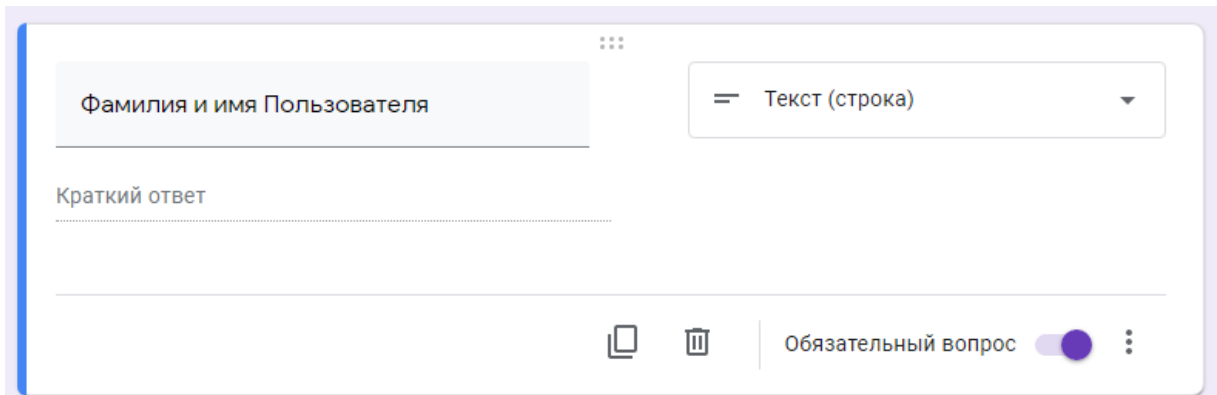 Фамилия и имя Пользователя
Текст (строка)
Краткий ответ
Обязательный вопрос